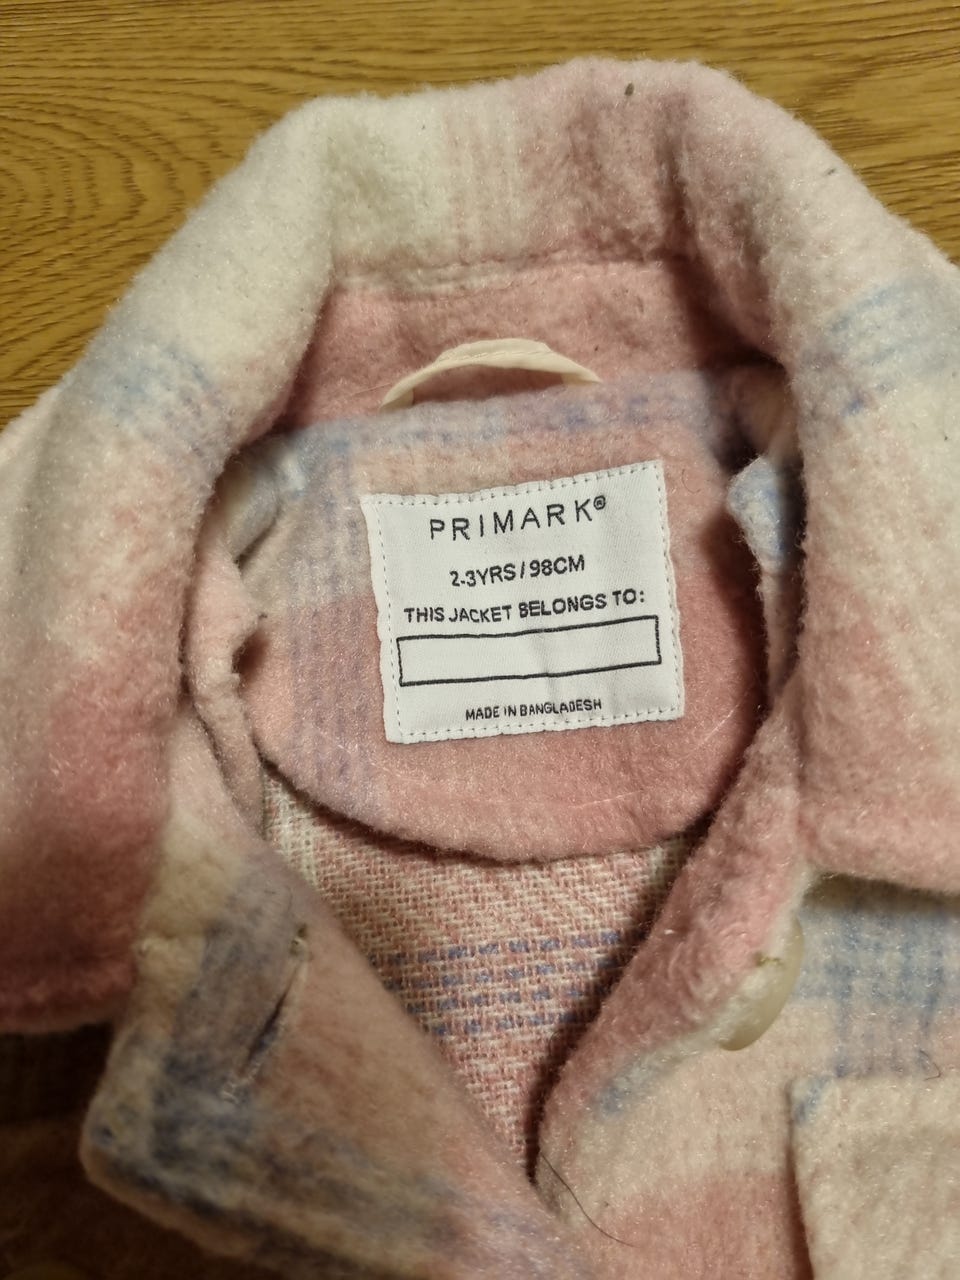 PRIMARK®
2-3YRS / 98CM
THIS JACKET BELONGS TO:
MADE IN BANGLADESH